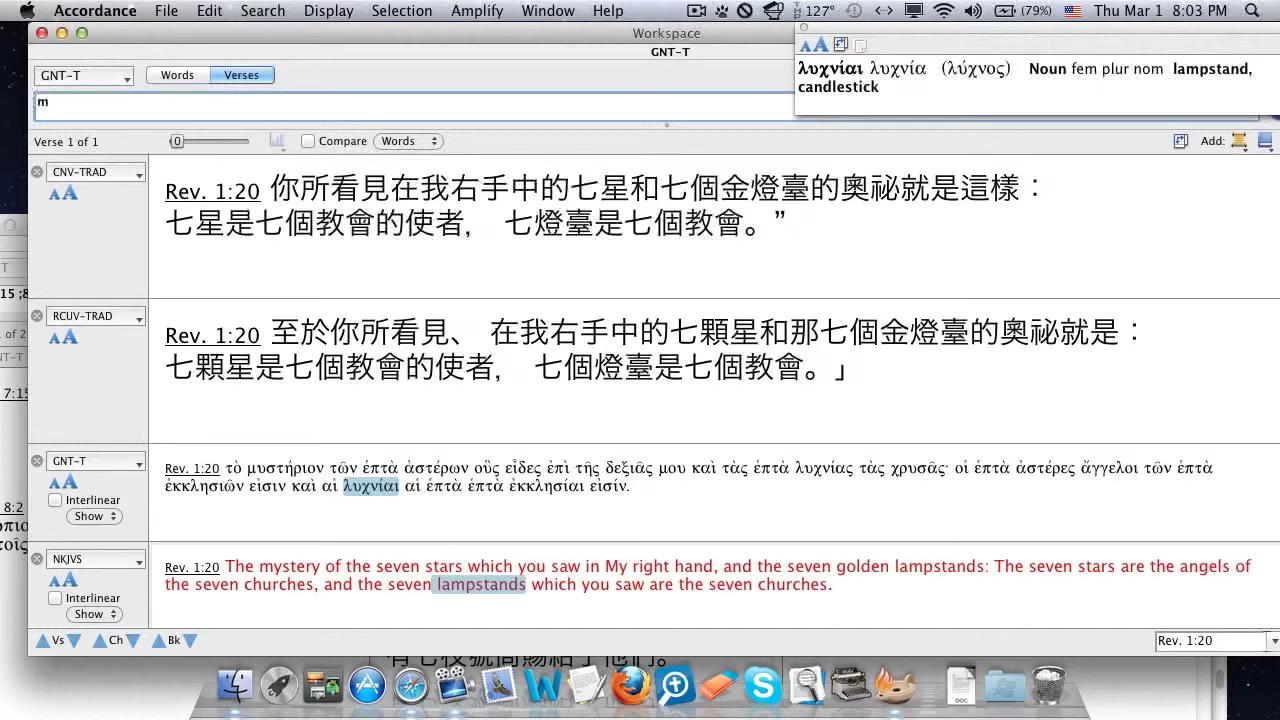 Accordance File Edit Search Display Selection Amplify Window Help 127° (79%) Thu Mar 1 8:03 PM
Workspace
GNT-T
GNT-T Words Verses
m
λυχνίαι λυχνία (λύχνος) Noun fem plur nom lampstand,
candlestick
Verse 1 of 1 0 Compare Words Add:
CNV-TRAD
Rev. 1:20 你所看見在我右手中的七星和七個金燈臺的奧祕就是這樣：
七星是七個教會的使者， 七燈臺是七個教會。”
RCUV-TRAD
Rev. 1:20 至於你所看見、 在我右手中的七顆星和那七個金燈臺的奧祕就是：
七顆星是七個教會的使者， 七個燈臺是七個教會。」
GNT-T
Interlinear
Show
Rev. 1:20 τὸ μυστήριον τῶν ἑπτὰ ἀστέρων οὓς εἶδες ἐπὶ τῆς δεξιᾶς μου καὶ τὰς ἑπτὰ λυχνίας τὰς χρυσᾶς· οἱ ἑπτὰ ἀστέρες ἄγγελοι τῶν ἑπτὰ
ἐκκλησιῶν εἰσιν καὶ αἱ λυχνίαι αἱ ἑπτὰ ἑπτὰ ἐκκλησίαι εἰσίν.
NKJVS
Interlinear
Show
Rev. 1:20 The mystery of the seven stars which you saw in My right hand, and the seven golden lampstands: The seven stars are the angels of
the seven churches, and the seven lampstands which you saw are the seven churches.
Vs Ch Bk Rev. 1:20
T
15 ;8
of 2
NT-T
7:15
8:2
DOC